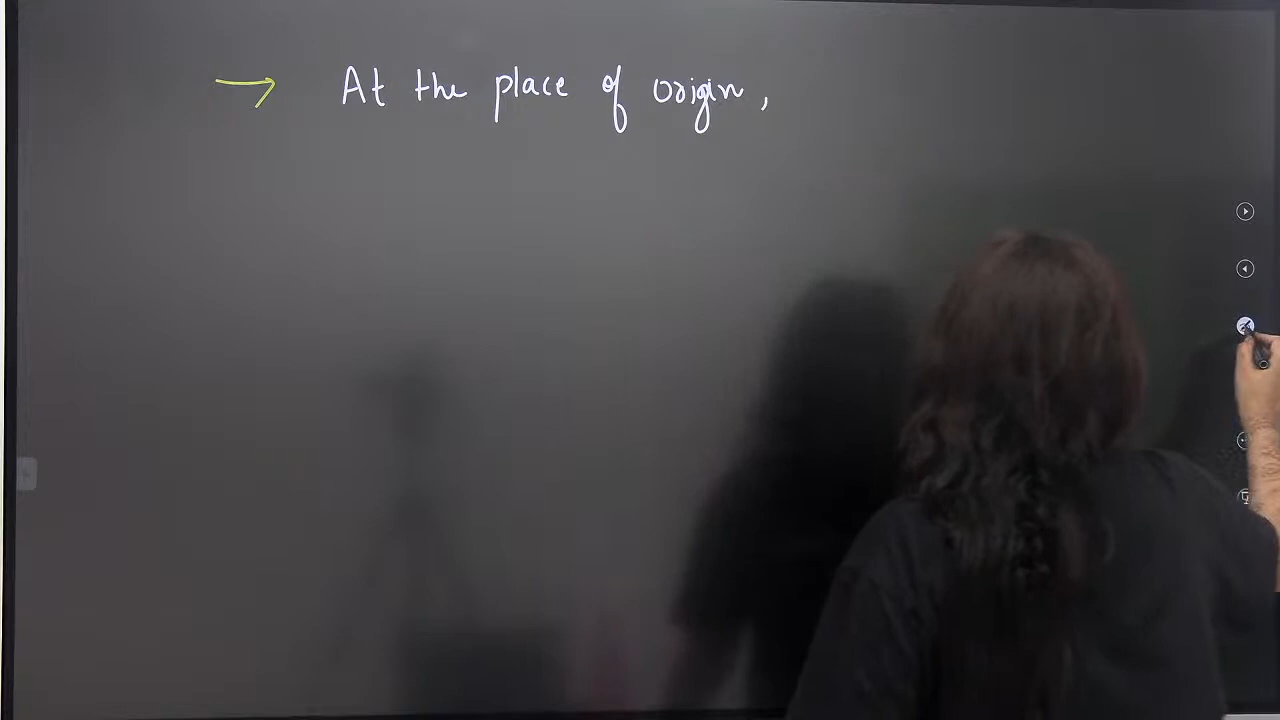 → At the place of origin,